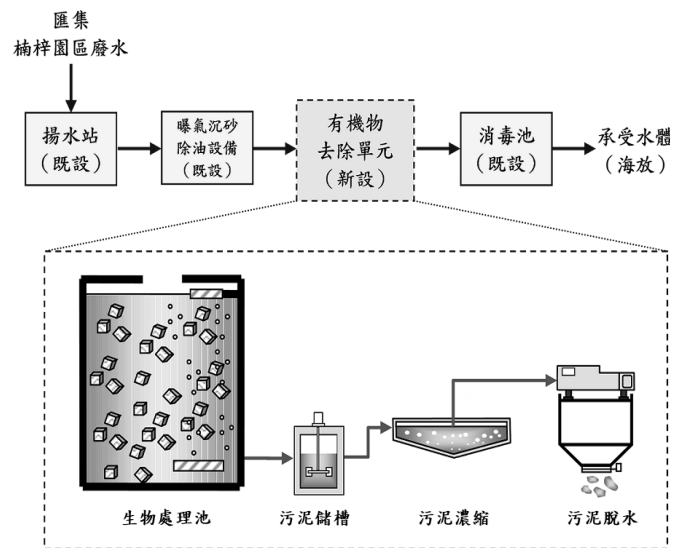 匯集
楠梓園區廢水
揚水站
（既設）
曝氣沉砂
除油設備
（既設）
有機物
去除單元
（新設）
消毒池
（既設）
承受水體
（海放）
生物處理池
污泥儲槽
污泥濃縮
污泥脫水